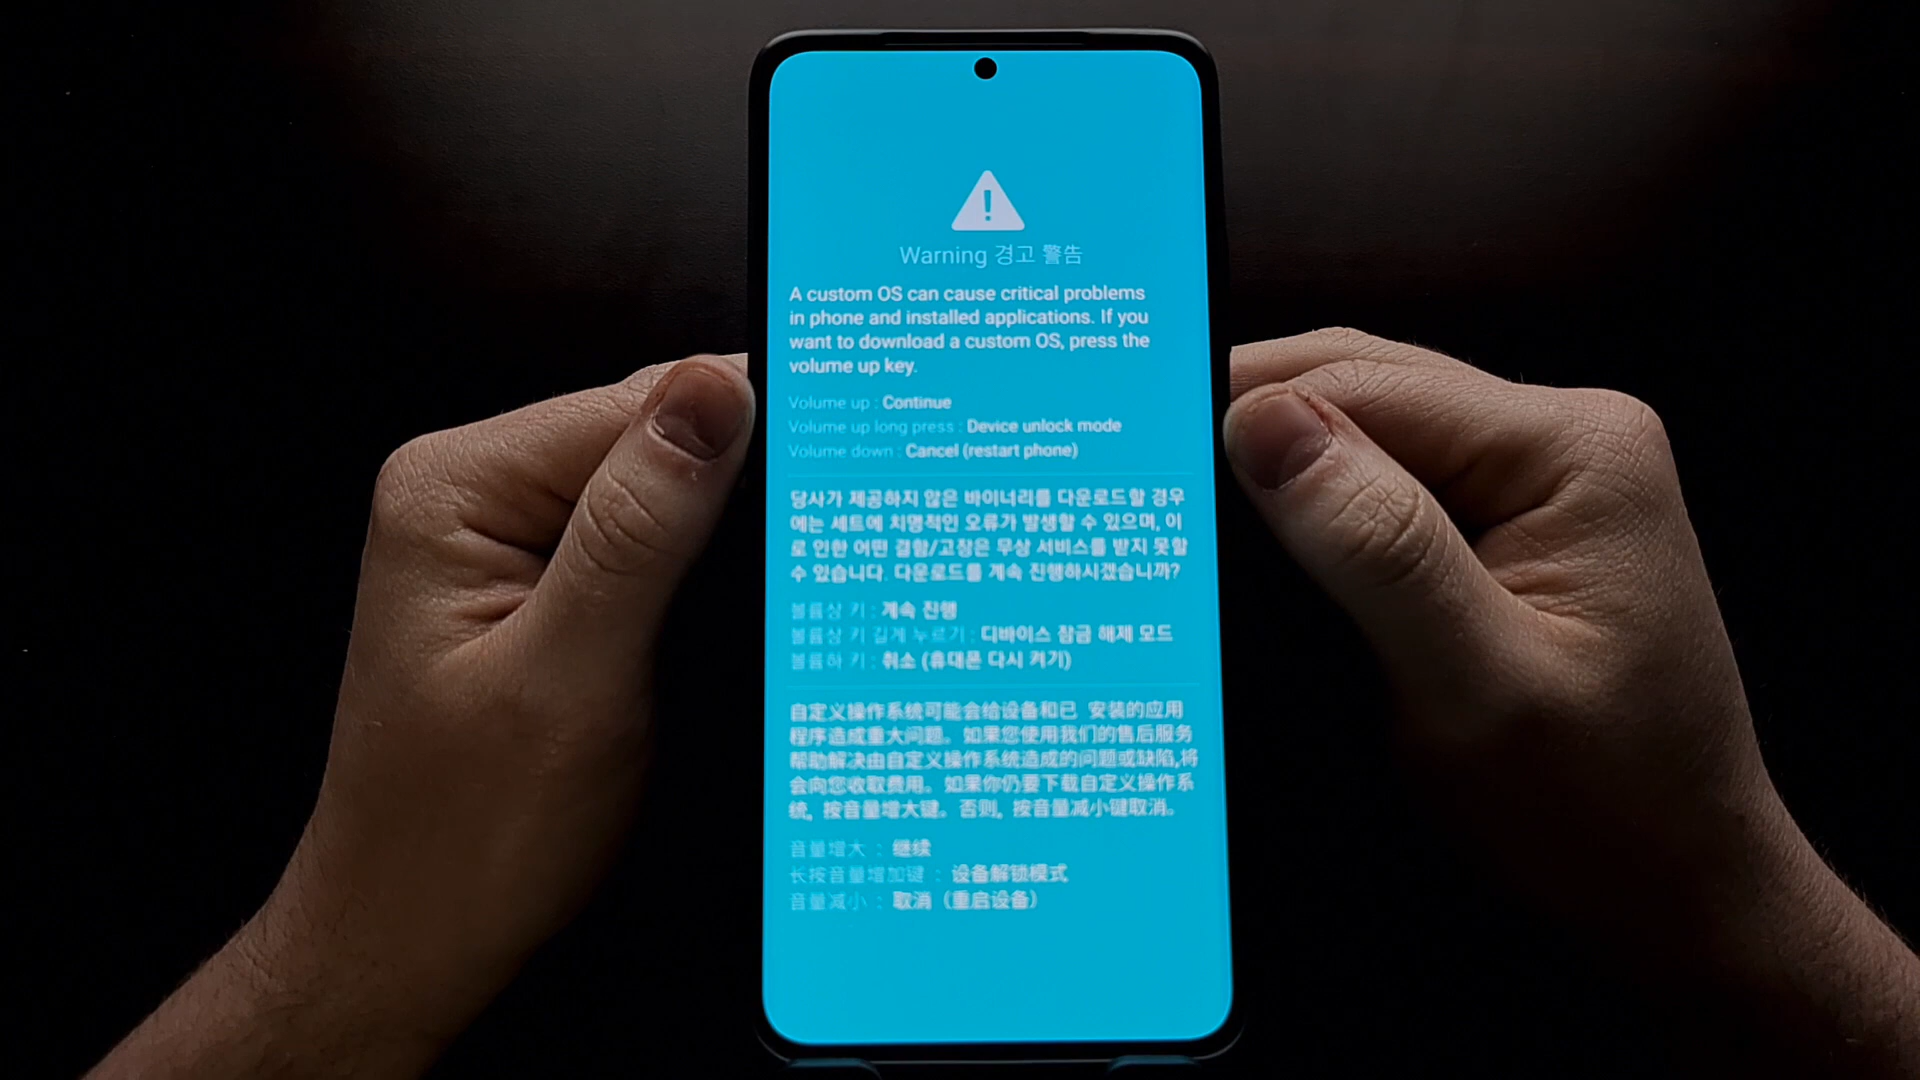 Warning 경고 警告
A custom OS can cause critical problems
in phone and installed applications. If you
want to download a custom OS, press the
volume up key.
Volume up : Continue
Volume up long press : Device unlock mode
Volume down : Cancel (restart phone)
당사가 제공하지 않은 바이너리를 다운로드할 경우
에는 세트에 치명적인 오류가 발생할 수 있으며, 이
로 인한 어떤 결함/고장은 무상 서비스를 받지 못할
수 있습니다. 다운로드를 계속 진행하시겠습니까?
볼륨상 키 : 계속 진행
볼륨상 키 길게 누르기 : 디바이스 잠금 해제 모드
볼륨하 키 : 취소 (휴대폰 다시 켜기)
自定义操作系统可能会给设备和已 安装的应用
程序造成重大问题。如果您使用我们的售后服务
帮助解决由自定义操作系统造成的问题或缺陷,将
会向您收取费用。如果你仍要下载自定义操作系
统, 按音量增大键。否则, 按音量减小键取消。
音量增大 : 继续
长按音量增加键 : 设备解锁模式
音量减小 : 取消 (重启设备)